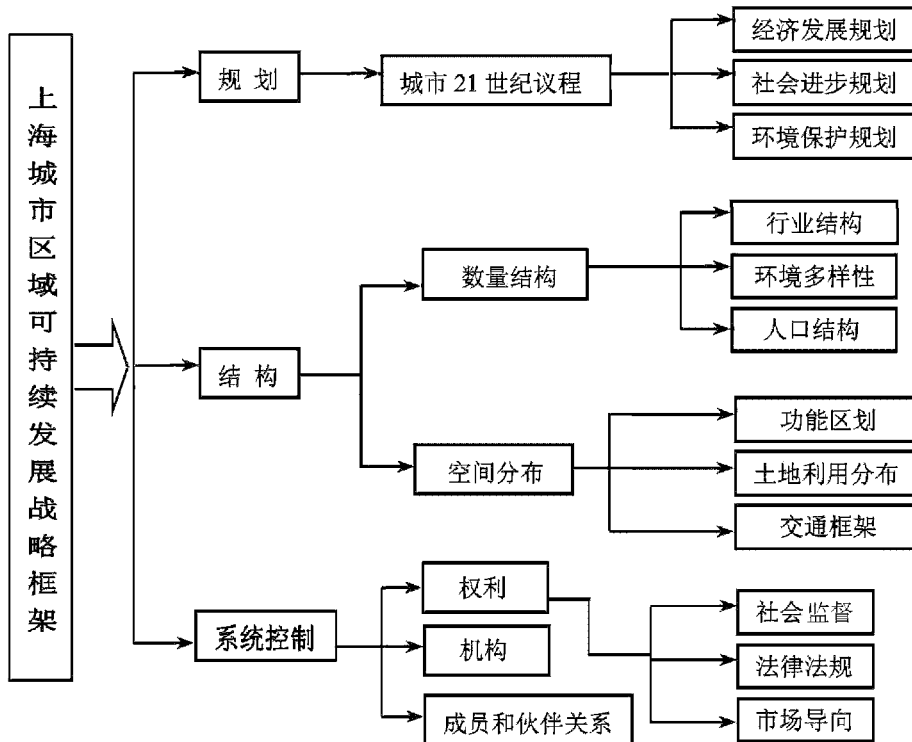 上海城市区域可持续发展战略框架
规划
城市21世纪议程
经济发展规划
社会进步规划
环境保护规划
结构
数量结构
行业结构
环境多样性
人口结构
空间分布
功能区划
土地利用分布
交通框架
系统控制
权利
机构
成员和伙伴关系
社会监督
法律法规
市场导向